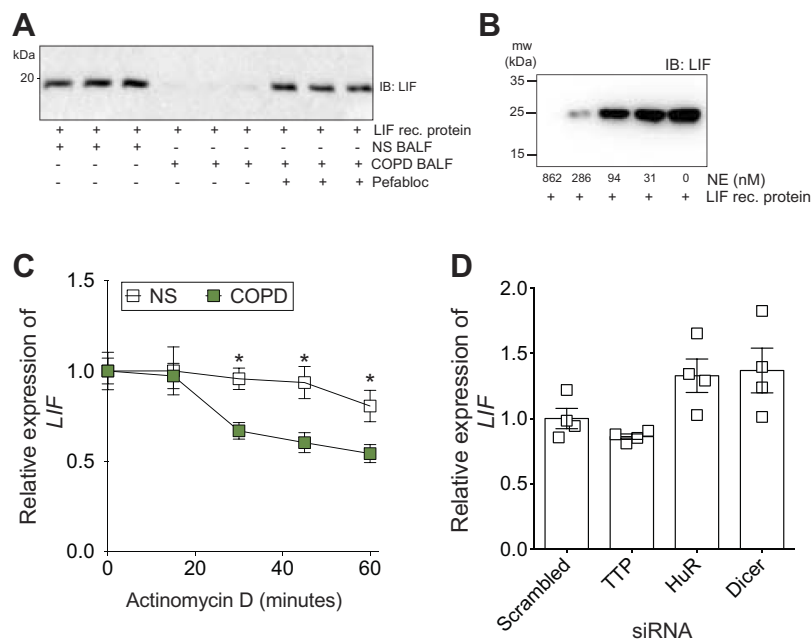 A
kDa
20
IB: LIF
+ + + + + + + + + LIF rec. protein
+ + + - - - - - - NS BALF
- - - + + + + + + COPD BALF
- - - - - - + + + Pefabloc
B
mw
(kDa)
IB: LIF
35
25
15
862 286 94 31 0 NE (nM)
+ + + + + LIF rec. protein
C
Relative expression of
LIF
1.5
1.0
0.5
0.0
NS COPD
* * *
0 20 40 60
Actinomycin D (minutes)
D
Relative expression of
LIF
2.0
1.5
1.0
0.5
0.0
Scrambled
TTP
HuR
Dicer
siRNA